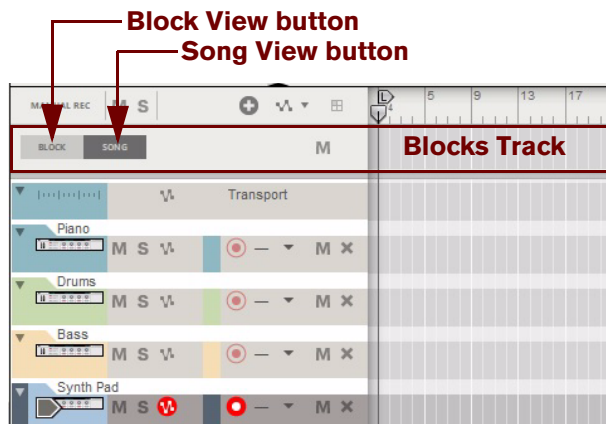 Block View button
Song View button
MANUAL REC M S
L 5 9 13 17
4
BLOCK SONG M Blocks Track
Transport
Piano
M S M
Drums
M S M
Bass
M S M
Synth Pad
M S M